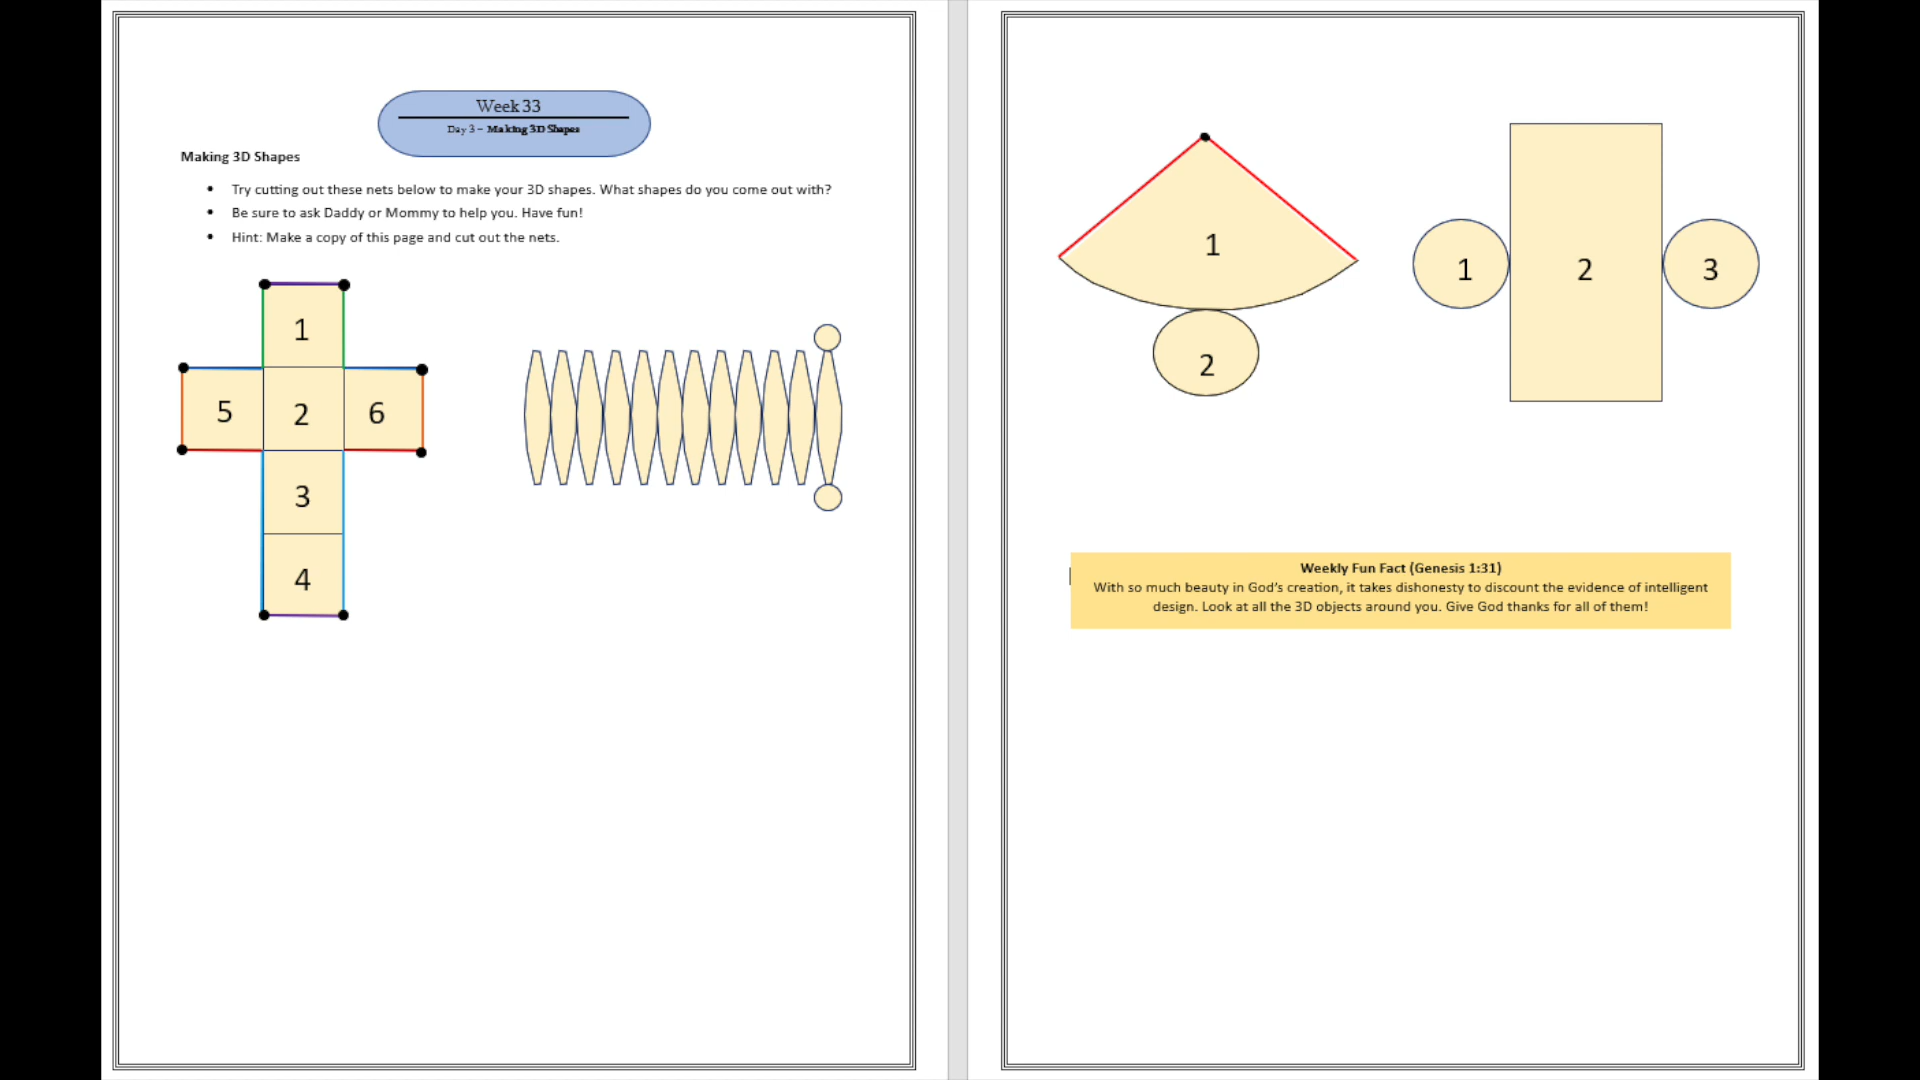 Week 33
Day 3 – Making 3D Shapes
Making 3D Shapes
• Try cutting out these nets below to make your 3D shapes. What shapes do you come out with?
• Be sure to ask Daddy or Mommy to help you. Have fun!
• Hint: Make a copy of this page and cut out the nets.
1
5 2 6
3
4
1
2
1 2 3
Weekly Fun Fact (Genesis 1:31)
With so much beauty in God's creation, it takes dishonesty to discount the evidence of intelligent
design. Look at all the 3D objects around you. Give God thanks for all of them!